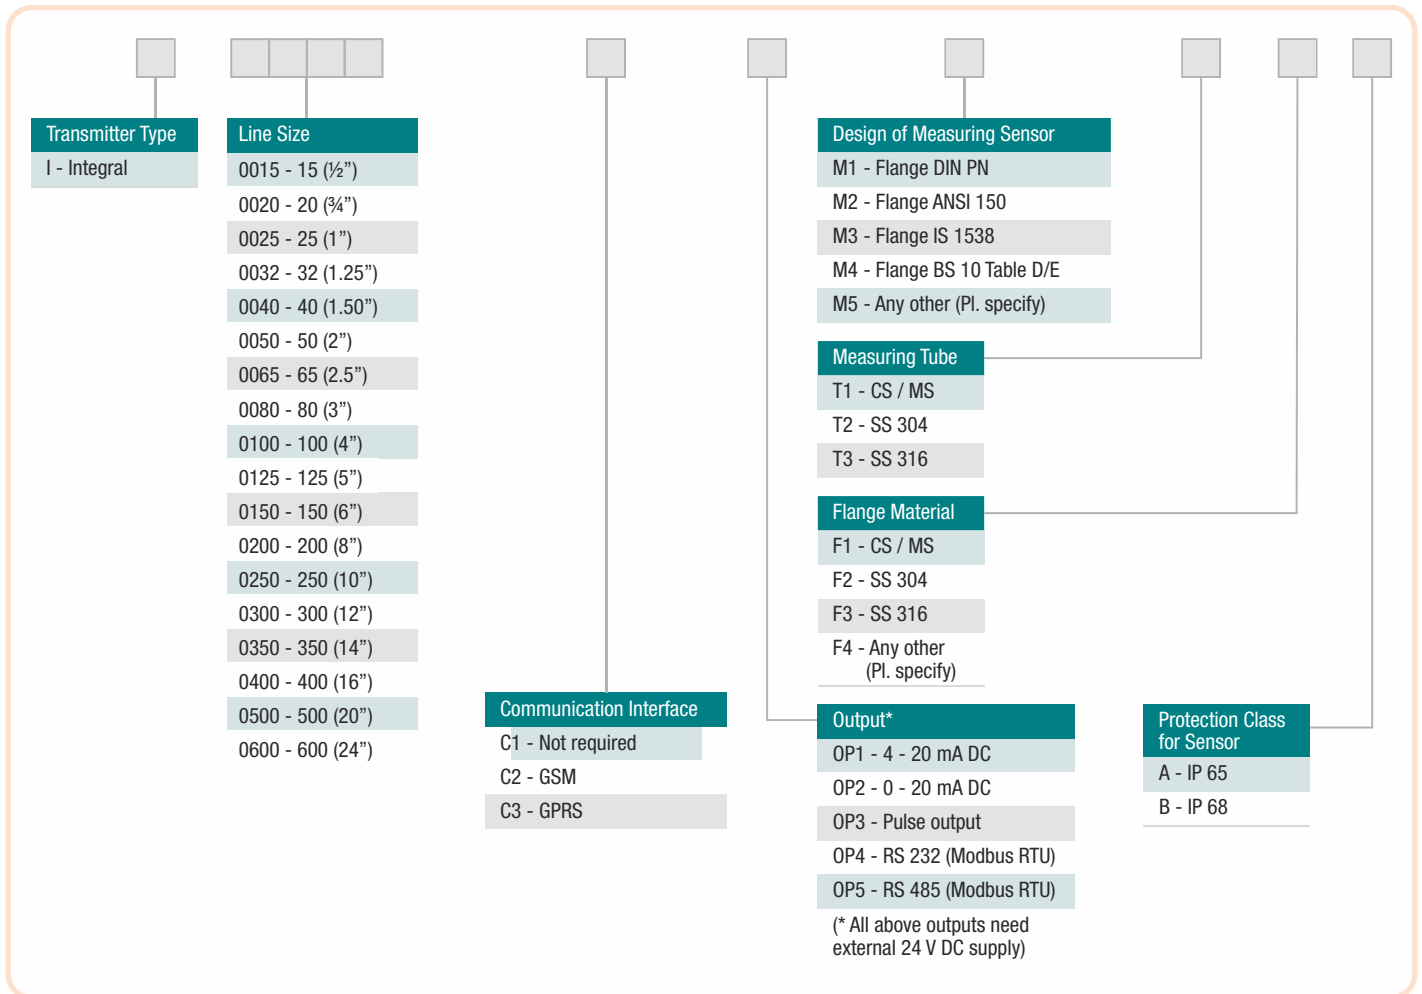 Transmitter Type
I - Integral
Line Size
0015 - 15 (½”)
0020 - 20 (¾”)
0025 - 25 (1”)
0032 - 32 (1.25”)
0040 - 40 (1.50”)
0050 - 50 (2”)
0065 - 65 (2.5”)
0080 - 80 (3”)
0100 - 100 (4”)
0125 - 125 (5”)
0150 - 150 (6”)
0200 - 200 (8”)
0250 - 250 (10”)
0300 - 300 (12”)
0350 - 350 (14”)
0400 - 400 (16”)
0500 - 500 (20”)
0600 - 600 (24”)
Communication Interface
C1 - Not required
C2 - GSM
C3 - GPRS
Design of Measuring Sensor
M1 - Flange DIN PN
M2 - Flange ANSI 150
M3 - Flange IS 1538
M4 - Flange BS 10 Table D/E
M5 - Any other (Pl. specify)
Measuring Tube
T1 - CS / MS
T2 - SS 304
T3 - SS 316
Flange Material
F1 - CS / MS
F2 - SS 304
F3 - SS 316
F4 - Any other
(Pl. specify)
Output*
OP1 - 4 - 20 mA DC
OP2 - 0 - 20 mA DC
OP3 - Pulse output
OP4 - RS 232 (Modbus RTU)
OP5 - RS 485 (Modbus RTU)
(* All above outputs need
external 24 V DC supply)
Protection Class
for Sensor
A - IP 65
B - IP 68